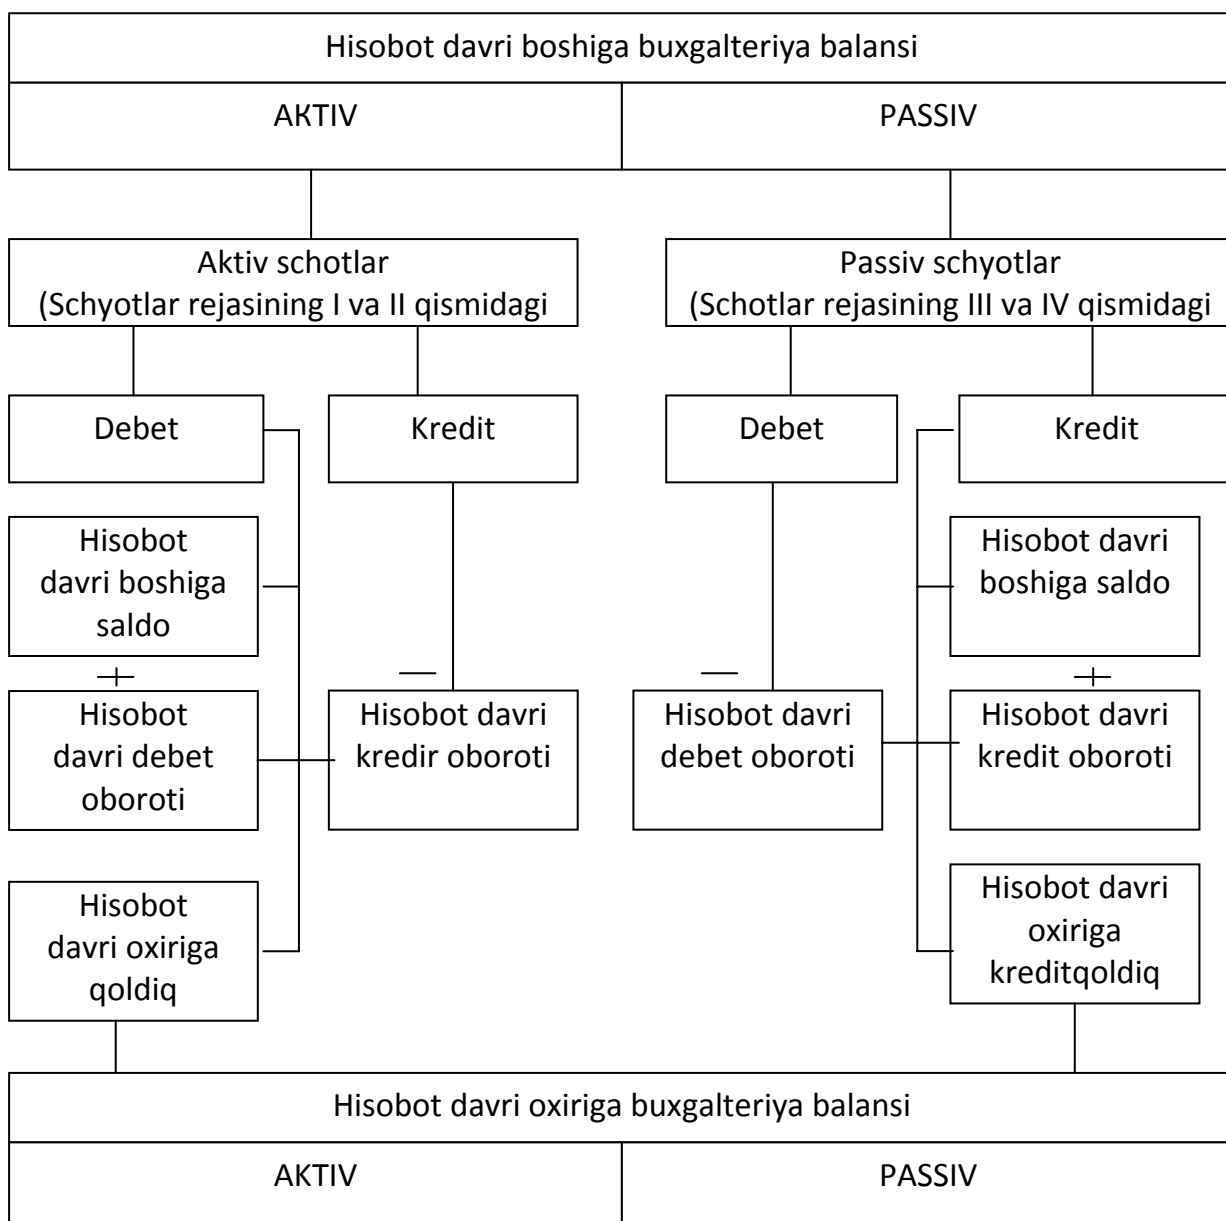 Hisobot davri boshiga buxgalteriya balansi
AKTIV
PASSIV
Aktiv schotlar
(Schyotlar rejasining I va II qismidagi
Passiv schyotlar
(Schotlar rejasining III va IV qismidagi
Debet
Kredit
Debet
Kredit
Hisobot
davri boshiga
saldo
Hisobot davri
boshiga saldo
+
—
—
+
Hisobot
davri debet
oboroti
Hisobot davri
kredir oboroti
Hisobot davri
debet oboroti
Hisobot davri
kredit oboroti
Hisobot
davri oxiriga
qoldiq
Hisobot davri
oxiriga
kreditqoldiq
Hisobot davri oxiriga buxgalteriya balansi
AKTIV
PASSIV